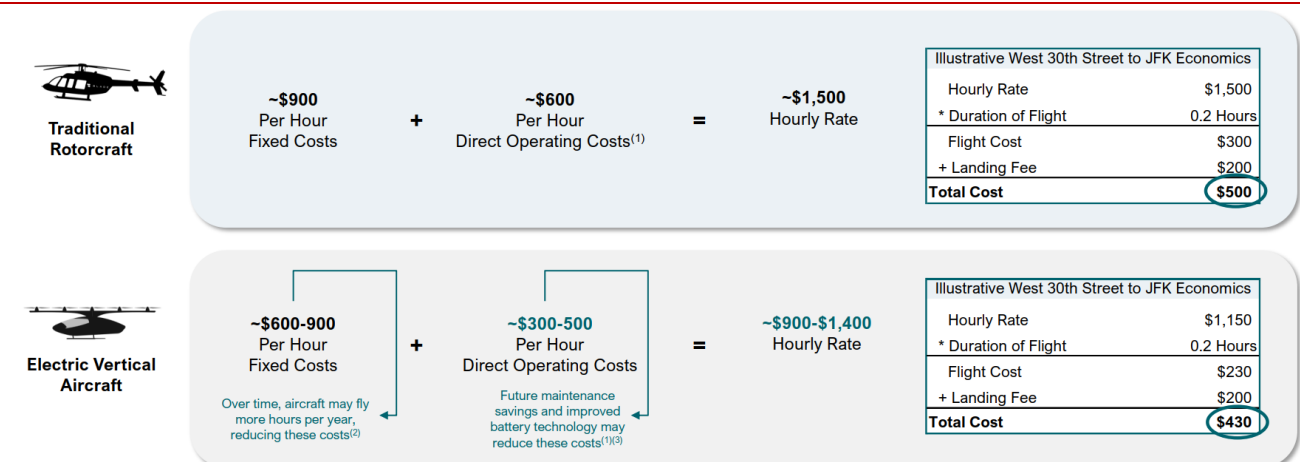 Traditional
Rotorcraft
~$900
Per Hour
Fixed Costs
+
~$600
Per Hour
Direct Operating Costs(1)
=
~$1,500
Hourly Rate
Illustrative West 30th Street to JFK Economics
Hourly Rate $1,500
* Duration of Flight 0.2 Hours
Flight Cost $300
+ Landing Fee $200
Total Cost $500
Electric Vertical
Aircraft
~$600-900
Per Hour
Fixed Costs
Over time, aircraft may fly
more hours per year,
reducing these costs(2)
+
~$300-500
Per Hour
Direct Operating Costs
Future maintenance
savings and improved
battery technology may
reduce these costs(1)(3)
=
~$900-$1,400
Hourly Rate
Illustrative West 30th Street to JFK Economics
Hourly Rate $1,150
* Duration of Flight 0.2 Hours
Flight Cost $230
+ Landing Fee $200
Total Cost $430